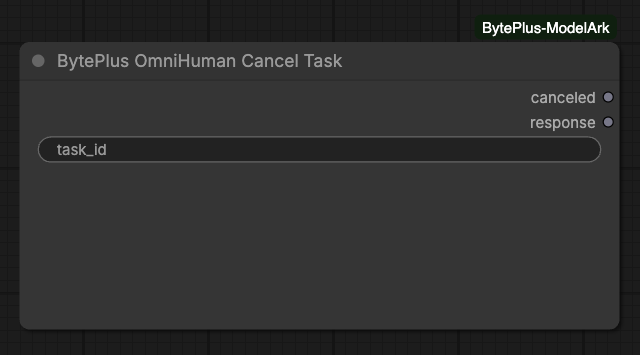 BytePlus-ModelArk
BytePlus OmniHuman Cancel Task
canceled
response
task_id